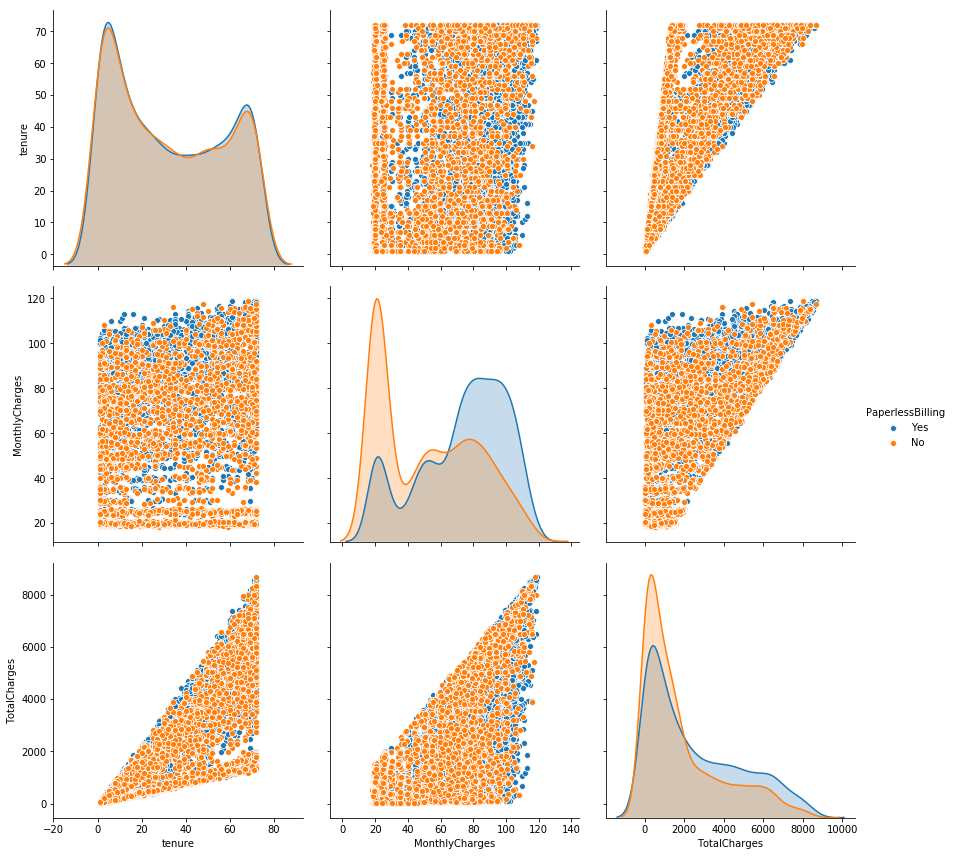 70
60
50
40
30
20
10
0
tenure
120
100
80
60
40
20
MonthlyCharges
PaperlessBilling
Yes
No
8000
6000
4000
2000
0
TotalCharges
−20 0 20 40 60 80
tenure
0 20 40 60 80 100 120 140
MonthlyCharges
0 2000 4000 6000 8000 10000
TotalCharges